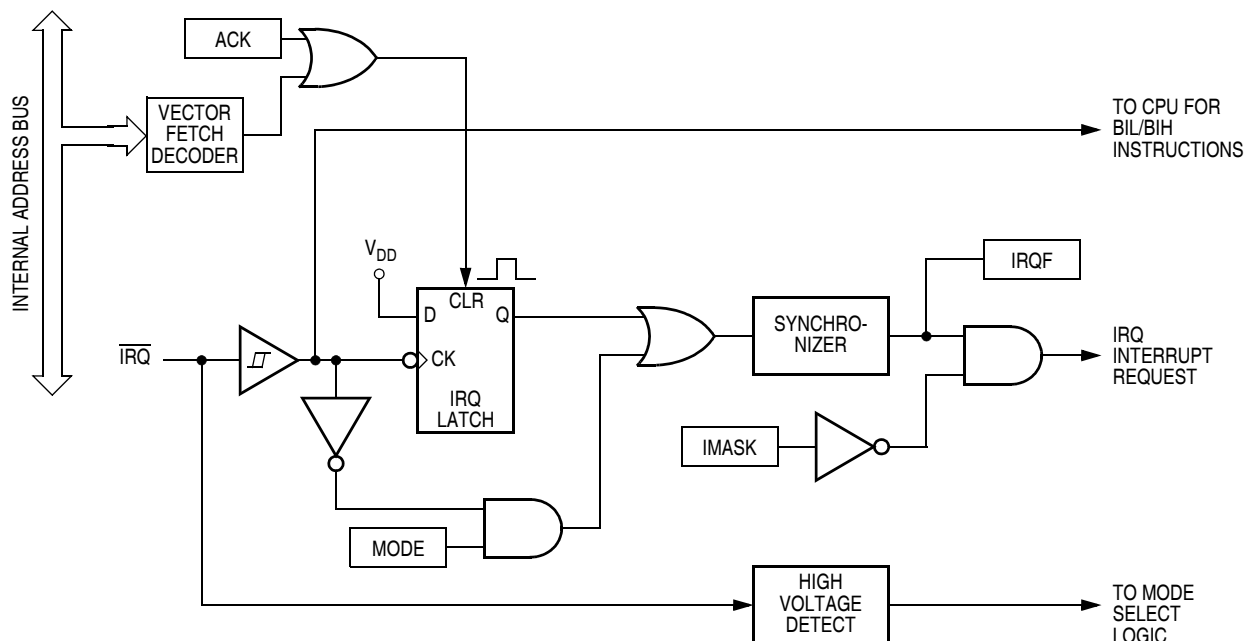 ACK
INTERNAL ADDRESS BUS
VECTOR
FETCH
DECODER
TO CPU FOR
BIL/BIH
INSTRUCTIONS
VDD
CLR
D
Q
CK
IRQ
LATCH
IRQ
SYNCHRO-
NIZER
IRQF
IRQ
INTERRUPT
REQUEST
IMASK
MODE
HIGH
VOLTAGE
DETECT
TO MODE
SELECT
LOGIC